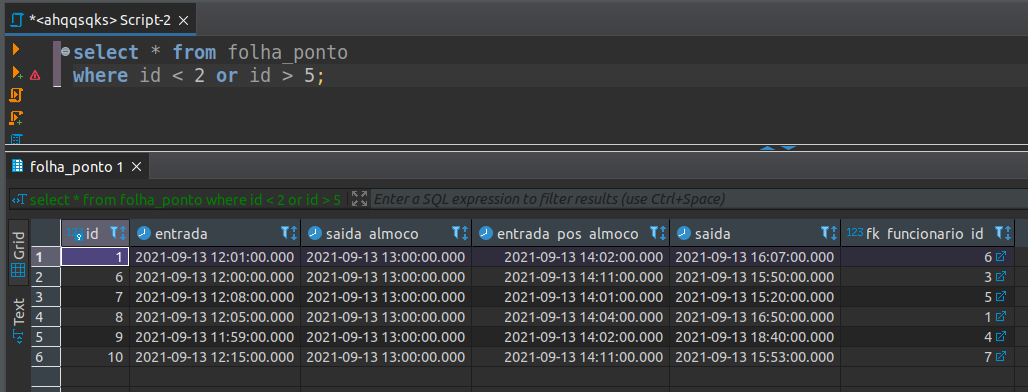 *<ahqqsqks> Script-2
select * from folha_ponto
where id < 2 or id > 5;
folha_ponto 1
select * from folha_ponto where id < 2 or id > 5 Enter a SQL expression to filter results (use Ctrl+Space)
Grid
Text
123 id entrada saida_almoco entrada_pos_almoco saida 123 fk_funcionario_id
1 1 2021-09-13 12:01:00.000 2021-09-13 13:00:00.000 2021-09-13 14:02:00.000 2021-09-13 16:07:00.000 6
2 6 2021-09-13 12:00:00.000 2021-09-13 13:00:00.000 2021-09-13 14:11:00.000 2021-09-13 15:50:00.000 3
3 7 2021-09-13 12:08:00.000 2021-09-13 13:00:00.000 2021-09-13 14:01:00.000 2021-09-13 15:20:00.000 5
4 8 2021-09-13 12:05:00.000 2021-09-13 13:00:00.000 2021-09-13 14:04:00.000 2021-09-13 16:50:00.000 1
5 9 2021-09-13 11:59:00.000 2021-09-13 13:00:00.000 2021-09-13 14:02:00.000 2021-09-13 18:40:00.000 4
6 10 2021-09-13 12:15:00.000 2021-09-13 13:00:00.000 2021-09-13 14:11:00.000 2021-09-13 15:53:00.000 7